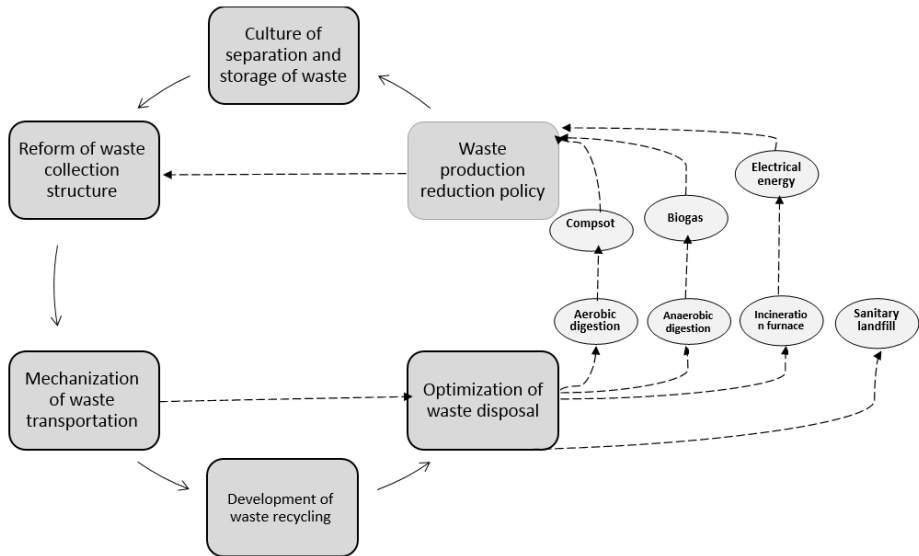 Culture of
separation and
storage of waste
Reform of waste
collection
structure
Waste
production
reduction policy
Electrical
energy
Compsot
Biogas
Aerobic
digestion
Anaerobic
digestion
Incineratio
n furnace
Sanitary
landfill
Mechanization
of waste
transportation
Optimization of
waste disposal
Development of
waste recycling